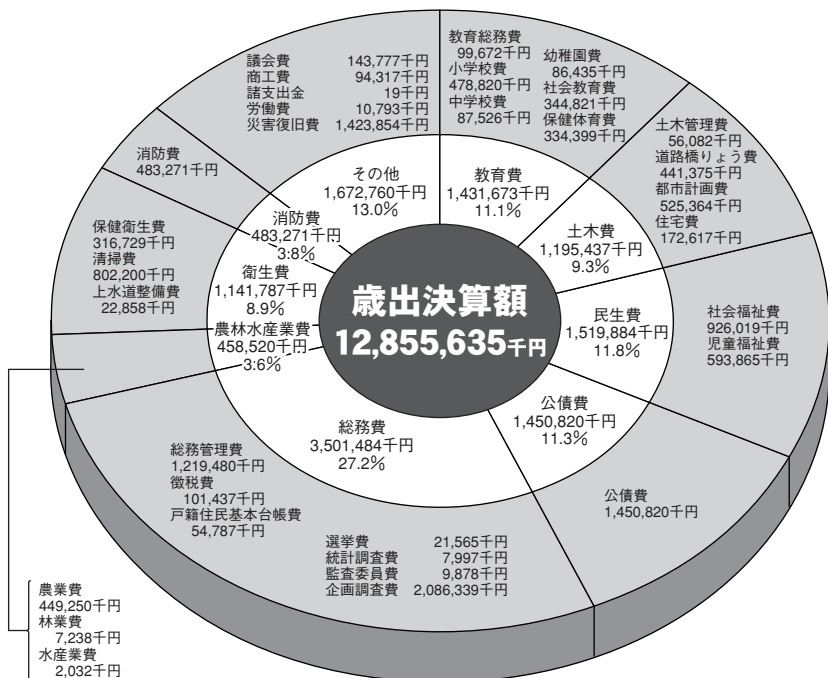 歳出決算額
12,855,635千円
教育費
1,431,673千円
11.1%
教育総務費
99,672千円
小学校費
478,820千円
中学校費
87,526千円
幼稚園費
86,435千円
社会教育費
344,821千円
保健体育費
334,399千円
土木費
1,195,437千円
9.3%
土木管理費
56,082千円
道路橋りょう費
441,375千円
都市計画費
525,364千円
住宅費
172,617千円
民生費
1,519,884千円
11.8%
社会福祉費
926,019千円
児童福祉費
593,865千円
公債費
1,450,820千円
11.3%
公債費
1,450,820千円
総務費
3,501,484千円
27.2%
総務管理費
1,219,480千円
徴税費
101,437千円
戸籍住民基本台帳費
54,787千円
選挙費 21,565千円
統計調査費 7,997千円
監査委員費 9,878千円
企画調査費 2,086,339千円
農林水産業費
458,520千円
3.6%
農業費
449,250千円
林業費
7,238千円
水産業費
2,032千円
衛生費
1,141,787千円
8.9%
保健衛生費
316,729千円
清掃費
802,200千円
上水道整備費
22,858千円
消防費
483,271千円
3.8%
消防費
483,271千円
その他
1,672,760千円
13.0%
議会費 143,777千円
商工費 94,317千円
諸支出金 19千円
労働費 10,793千円
災害復旧費 1,423,854千円